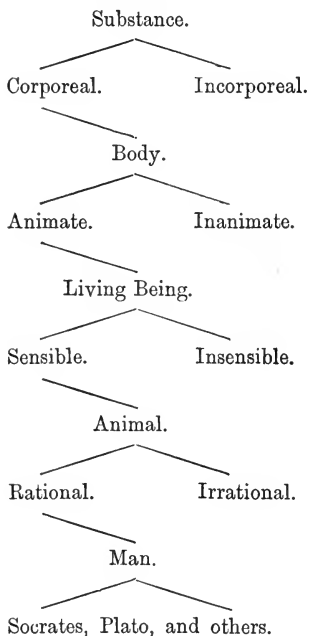 Substance.
Corporeal. Incorporeal.
Body.
Animate. Inanimate.
Living Being.
Sensible. Insensible.
Animal.
Rational. Irrational.
Man.
Socrates, Plato, and others.